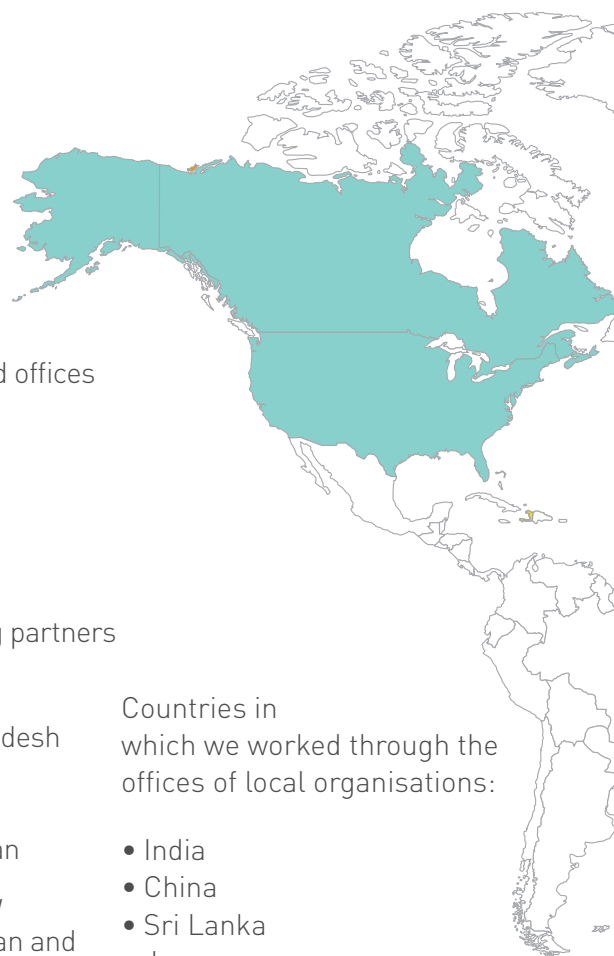 d offices
g partners
desh
an
an and
Countries in
which we worked through the
offices of local organisations:
• India
• China
• Sri Lanka